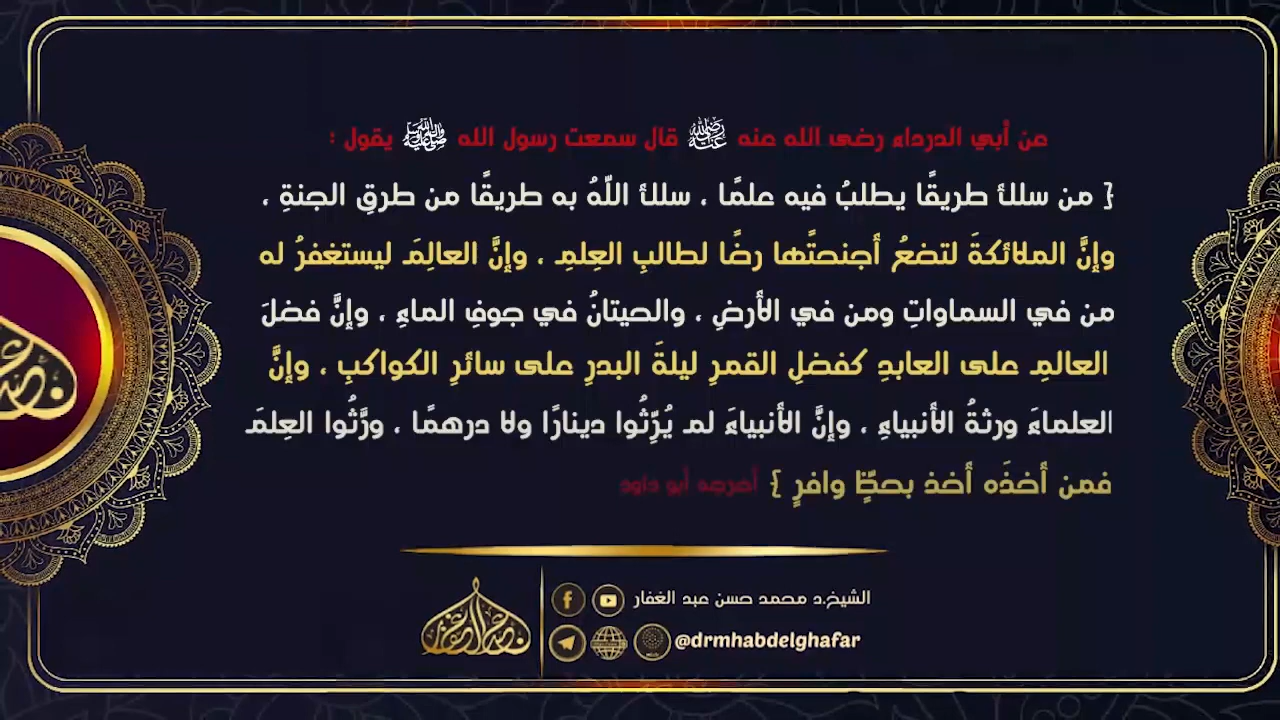 عن أبي الدرداء رضى الله عنه رضي الله عنه قال سمعت رسول الله ﷺ يقول :
{ من سلك طريقًا يطلبُ فيه علمًا ، سلك اللّهُ به طريقًا من طرقِ الجنةِ ،
وإنَّ الملائكةَ لتضعُ أجنحتَها رضًا لطالبِ العِلمِ ، وإنَّ العالِمَ ليستغفرُ له
من في السماواتِ ومن في الأرضِ ، والحيتانُ في جوفِ الماءِ ، وإنَّ فضلَ
العالمِ على العابدِ كفضلِ القمرِ ليلةَ البدرِ على سائرِ الكواكبِ ، وإنَّ
العلماءَ ورثةُ الأنبياءِ ، وإنَّ الأنبياءَ لم يُرِّثُوا دينارًا ولا درهمًا ، ورَّثُوا العِلمَ
فمن أخذَه أخذ بحظٍّ وافرٍ } أخرجه أبو داود
الشيخ.د محمد حسن عبد الغفار
@drmhabdelghafar